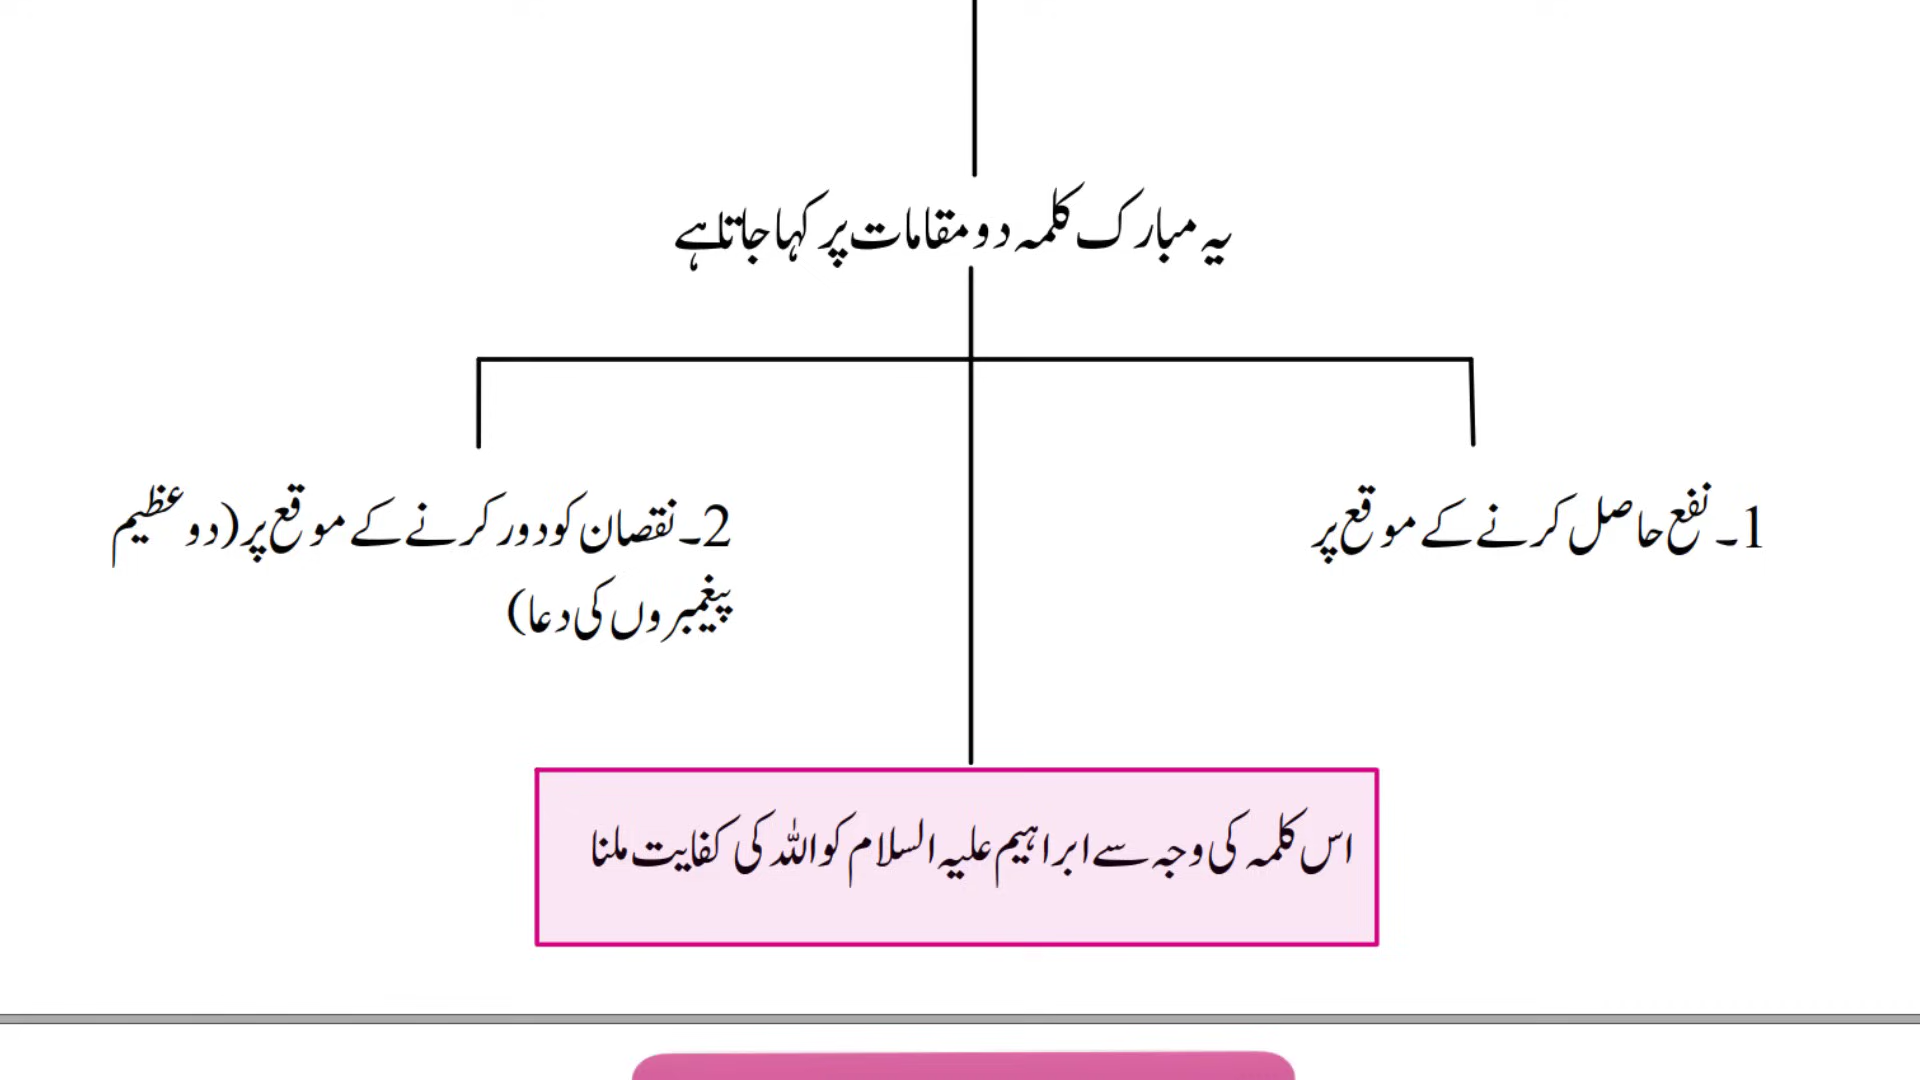 یہ مبارک کلمہ دو مقامات پر کہا جاتا ہے
1۔ نفع حاصل کرنے کے موقع پر
2۔ نقصان کو دور کرنے کے موقع پر (دو عظیم
پیغمبروں کی دعا)
اس کلمہ کی وجہ سے ابراہیم علیہ السلام کو اللہ کی کفایت ملنا